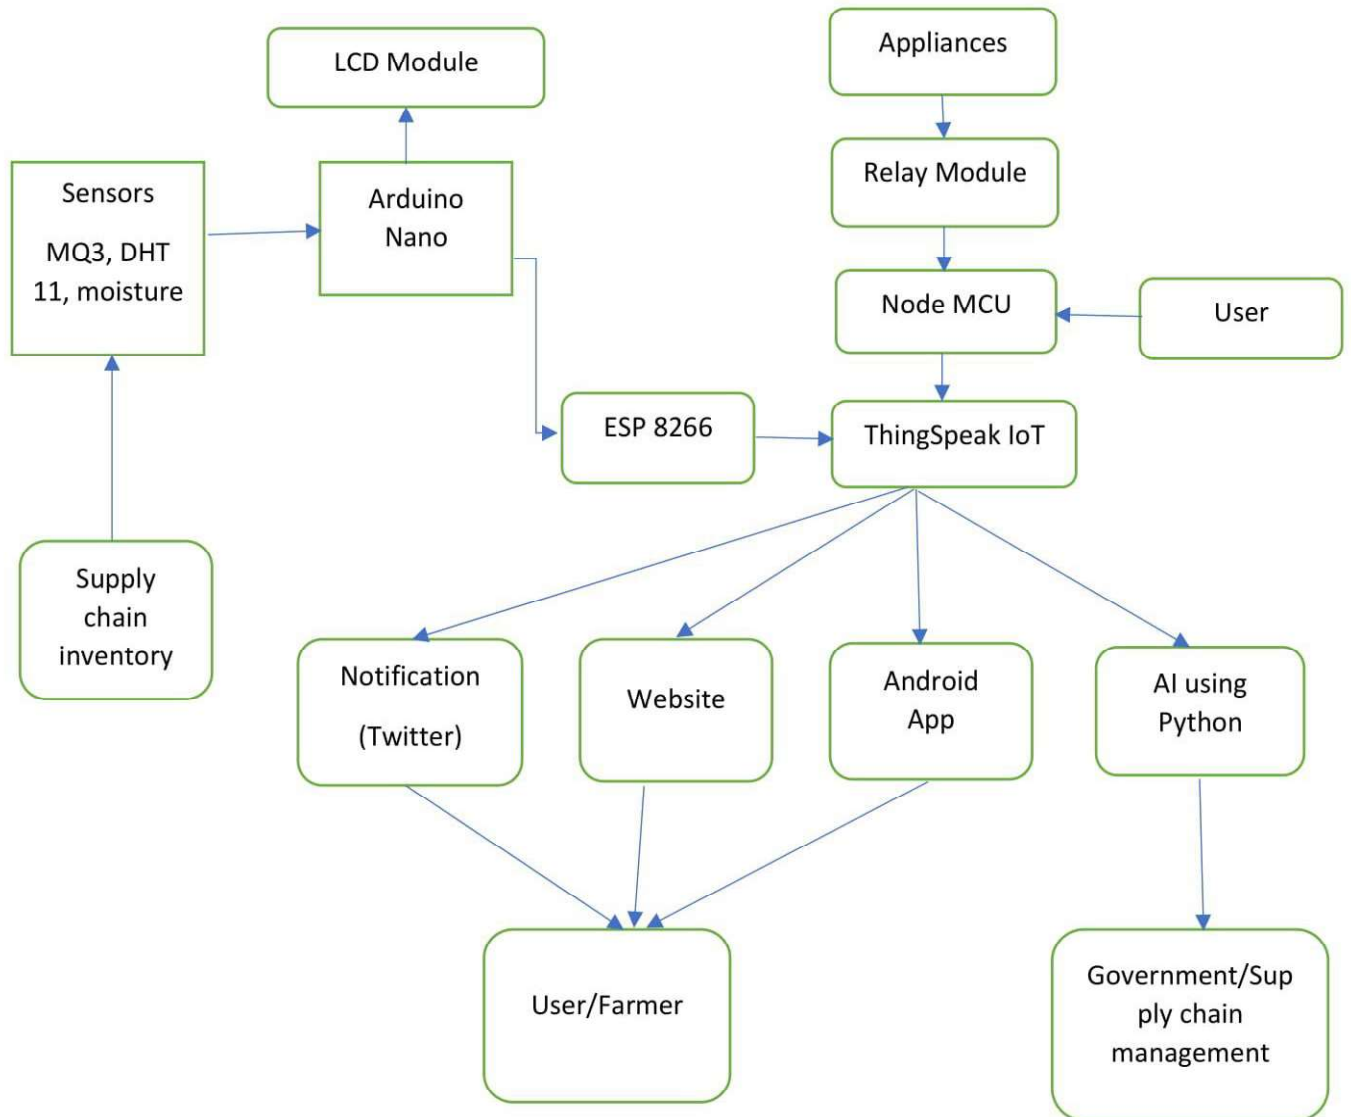 LCD Module
Appliances
Relay Module
Sensors
MQ3, DHT
11, moisture
Arduino
Nano
Node MCU
User
ESP 8266
ThingSpeak IoT
Supply
chain
inventory
Notification
(Twitter)
Website
Android
App
AI using
Python
User/Farmer
Government/Sup
ply chain
management